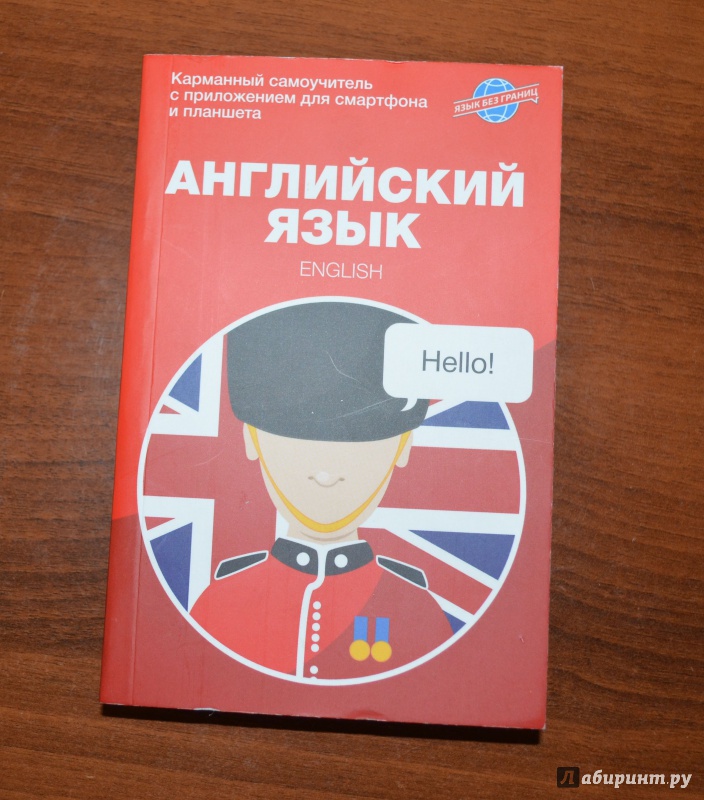 Карманный самоучитель
с приложением для смартфона
и планшета
ЯЗЫК БЕЗ ГРАНИЦ
АНГЛИЙСКИЙ
ЯЗЫК
ENGLISH
Hello!
Лабиринт.ру